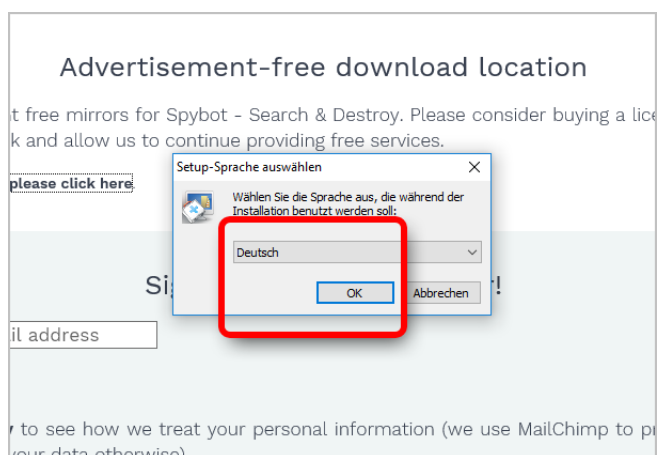 Advertisement-free download location
t free mirrors for Spybot - Search & Destroy. Please consider buying a lice
k and allow us to continue providing free services.
please click here
Setup-Sprache auswählen
Wählen Sie die Sprache aus, die während der
Installation benutzt werden soll:
Deutsch
OK
Abbrechen
Si
r!
il address
y to see how we treat your personal information (we use MailChimp to pr
your data otherwise)